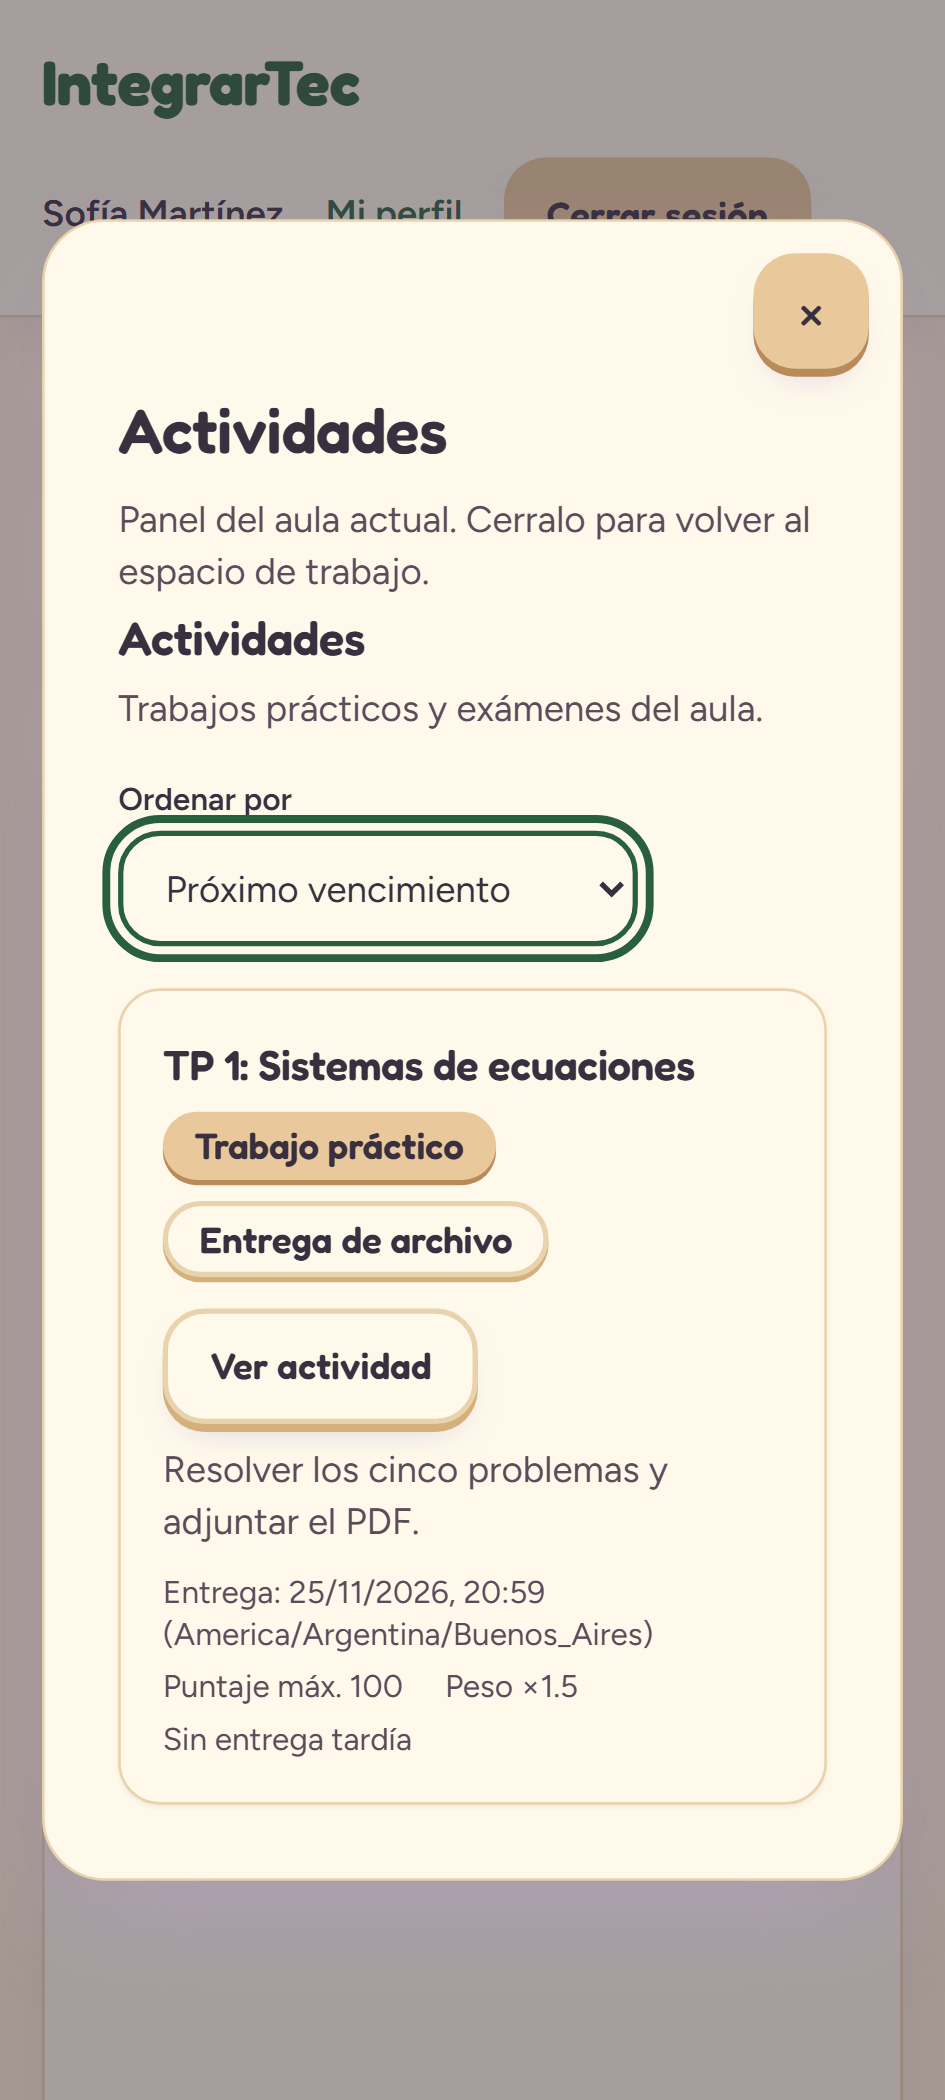 IntegrarTec
Sofía Martínez Mi perfil Cerrar sesión
×
Actividades
Panel del aula actual. Cerralo para volver al
espacio de trabajo.
Actividades
Trabajos prácticos y exámenes del aula.
Ordenar por
Próximo vencimiento
TP 1: Sistemas de ecuaciones
Trabajo práctico
Entrega de archivo
Ver actividad
Resolver los cinco problemas y
adjuntar el PDF.
Entrega: 25/11/2026, 20:59
(America/Argentina/Buenos_Aires)
Puntaje máx. 100 Peso ×1.5
Sin entrega tardía